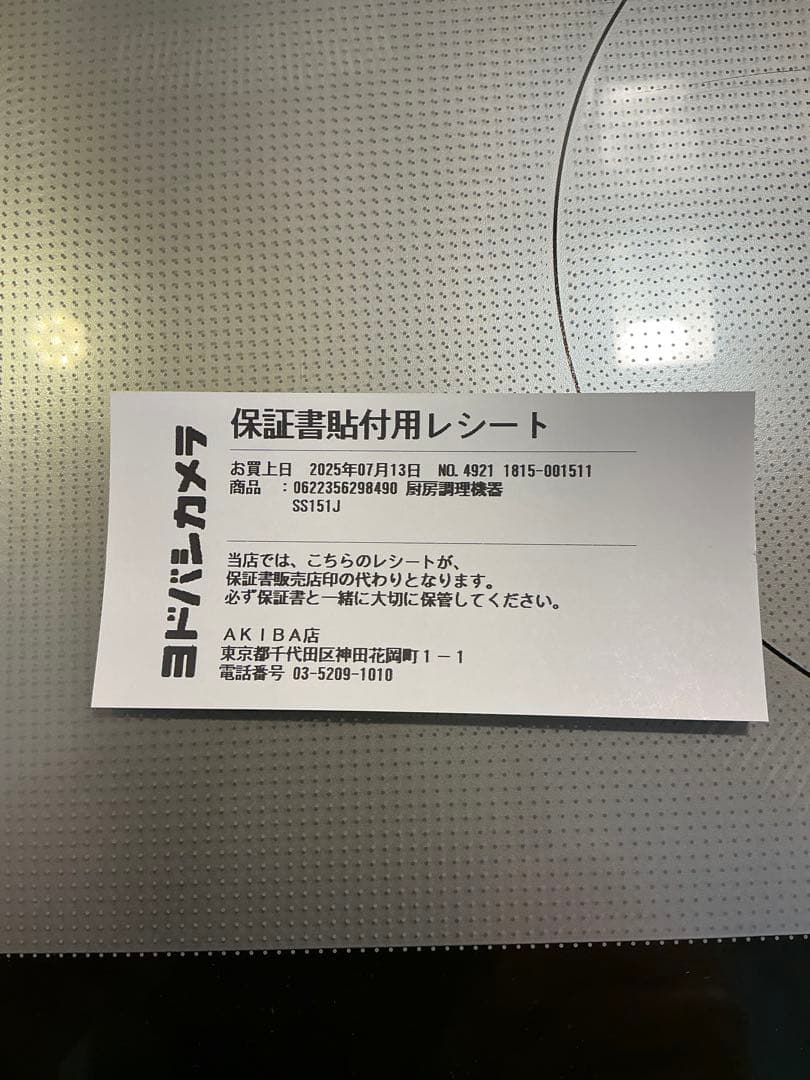 ヨドバシカメラ
保証書貼付用レシート
お買上日 2025年07月13日 NO. 4921 1815-001511
商品 :0622356298490 厨房調理機器
SS151J
当店では、こちらのレシートが、
保証書販売店印の代わりとなります。
必ず保証書と一緒に大切に保管してください。
AKIBA店
東京都千代田区神田花岡町1-1
電話番号 03-5209-1010